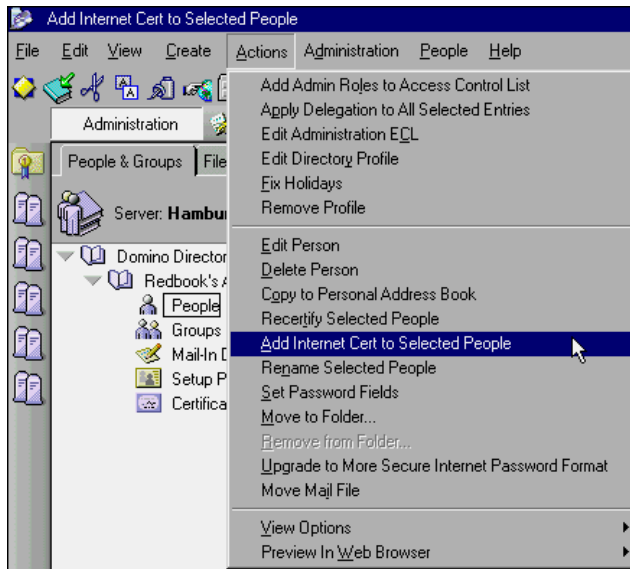 Add Internet Cert to Selected People
File Edit View Create Actions Administration People Help
Administration
People & Groups File
Server: Hambu
Domino Director
Redbook's A
People
Groups
Mail-In D
Setup P
Certifica
Add Admin Roles to Access Control List
Apply Delegation to All Selected Entries
Edit Administration ECL
Edit Directory Profile
Fix Holidays
Remove Profile
Edit Person
Delete Person
Copy to Personal Address Book
Recertify Selected People
Add Internet Cert to Selected People
Rename Selected People
Set Password Fields
Move to Folder...
Remove from Folder...
Upgrade to More Secure Internet Password Format
Move Mail File
View Options
Preview In Web Browser